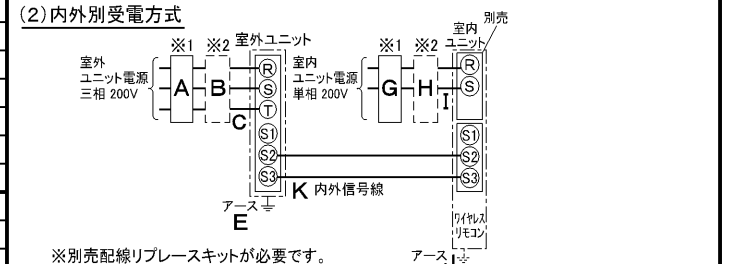 (2)内外別受電方式
別売
※1 ※2 室外ユニット
※1 ※2 室内ユニット
室外
ユニット電源
三相 200V
A B C
R
S
T
S1
S2
S3
室内
ユニット電源
単相 200V
G H I
R
S
S1
S2
S3
K 内外信号線
アース
E
ワイヤレス
リモコン
アース
※別売配線リプレースキットが必要です。